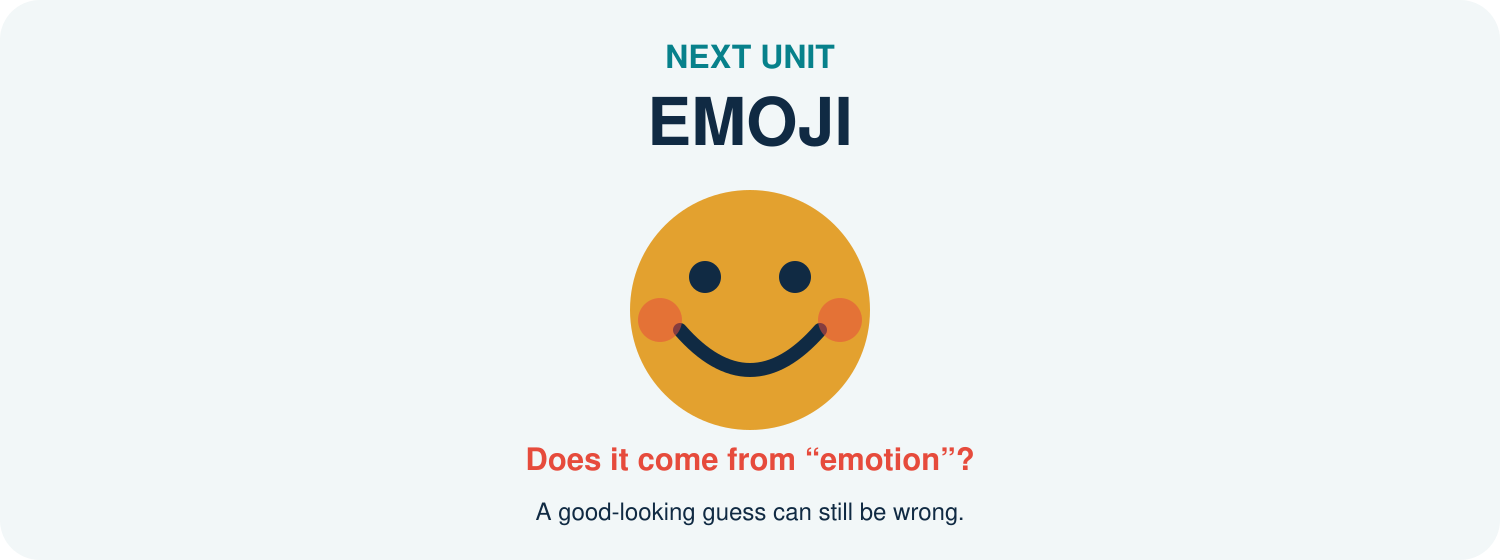 NEXT UNIT
EMOJI
Does it come from “emotion”?
A good-looking guess can still be wrong.